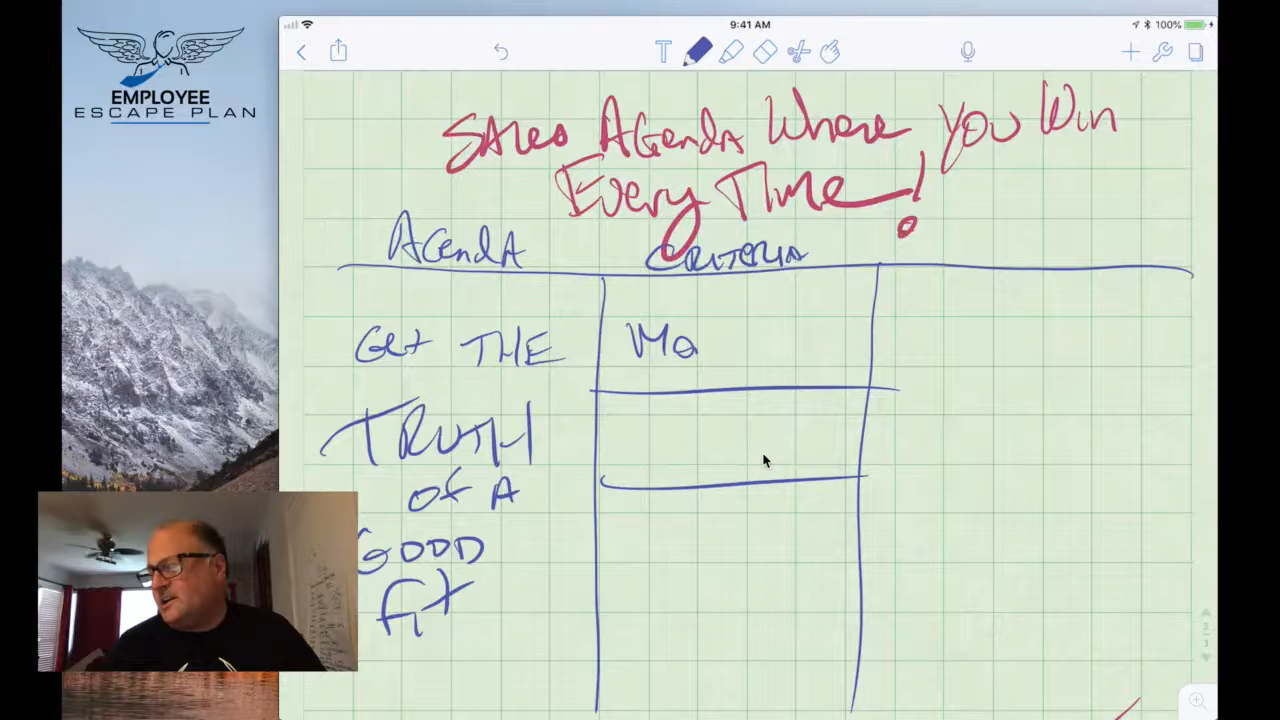 9:41 AM
100%
EMPLOYEE
ESCAPE PLAN
T
Sales Agenda Where You Win
Every Time!
Agenda
Criteria
Get THE
Mo
TRUTH
of A
GOOD
Fit